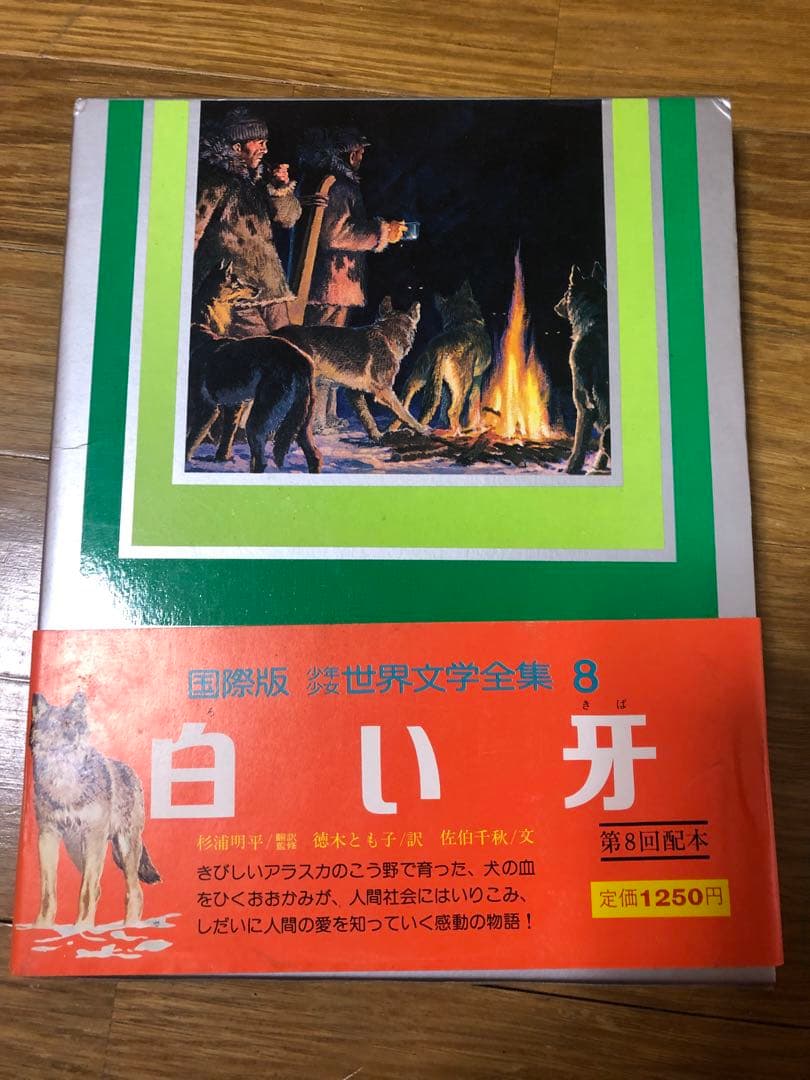 国際版 少年少女 世界文学全集 8
しろ きば
白い牙
杉浦明平/翻訳監修 徳木とも子/訳 佐伯千秋/文
第8回配本
きびしいアラスカのこう野で育った、犬の血
をひくおおかみが、人間社会にはいりこみ、
しだいに人間の愛を知っていく感動の物語!
定価1250円